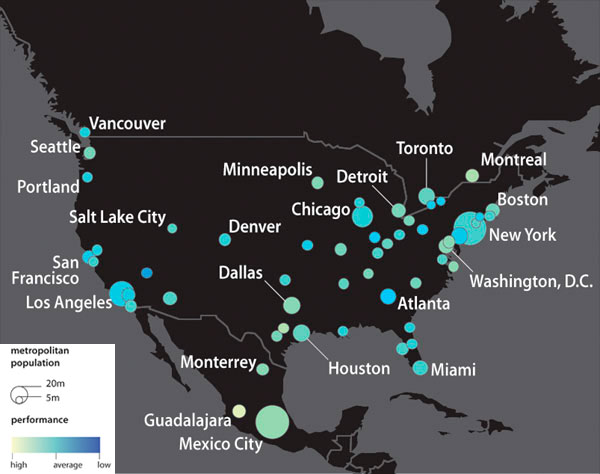 Vancouver
Seattle
Portland
Toronto
Montreal
Minneapolis
Detroit
Boston
Chicago
Salt Lake City
Denver
New York
San
Francisco
Dallas
Washington, D.C.
Los Angeles
Atlanta
Monterrey
Houston
Miami
Guadalajara
Mexico City
metropolitan
population
20m
5m
performance
high
average
low